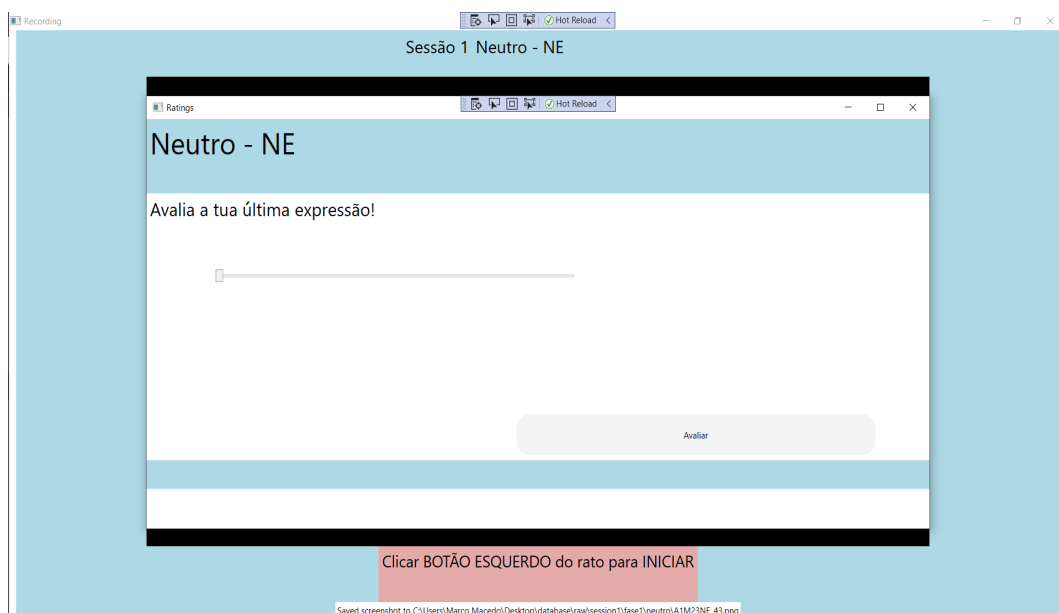 Recording
Hot Reload
Sessão 1 Neutro - NE
Ratings
Hot Reload
Neutro - NE
Avalia a tua última expressão!
Avaliar
Clicar BOTÃO ESQUERDO do rato para INICIAR
Saved screenshot to C:\Users\Marco Macedo\Desktop\database\raw\session1\fase1\neutro\A1M23NE_43.png